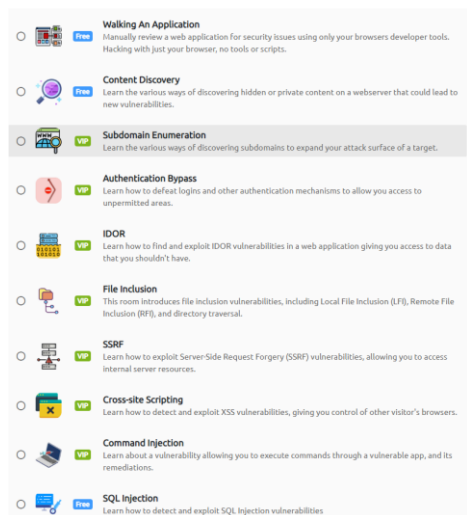 Walking An Application
Free
Manually review a web application for security issues using only your browsers developer tools.
Hacking with just your browser, no tools or scripts.
Content Discovery
Free
Learn the various ways of discovering hidden or private content on a webserver that could lead to
new vulnerabilities.
WWW
Subdomain Enumeration
VIP
Learn the various ways of discovering subdomains to expand your attack surface of a target.
Authentication Bypass
VIP
Learn how to defeat logins and other authentication mechanisms to allow you access to
unpermitted areas.
IDOR
VIP
Learn how to find and exploit IDOR vulnerabilities in a web application giving you access to data
that you shouldn't have.
010101
101010
File Inclusion
VIP
This room introduces file inclusion vulnerabilities, including Local File Inclusion (LFI), Remote File
Inclusion (RFI), and directory traversal.
SSRF
VIP
Learn how to exploit Server-Side Request Forgery (SSRF) vulnerabilities, allowing you to access
internal server resources.
Cross-site Scripting
VIP
Learn how to detect and exploit XSS vulnerabilities, giving you control of other visitor's browsers.
Command Injection
VIP
Learn about a vulnerability allowing you to execute commands through a vulnerable app, and its
remediations.
SQL Injection
Free
Learn how to detect and exploit SQL Injection vulnerabilities